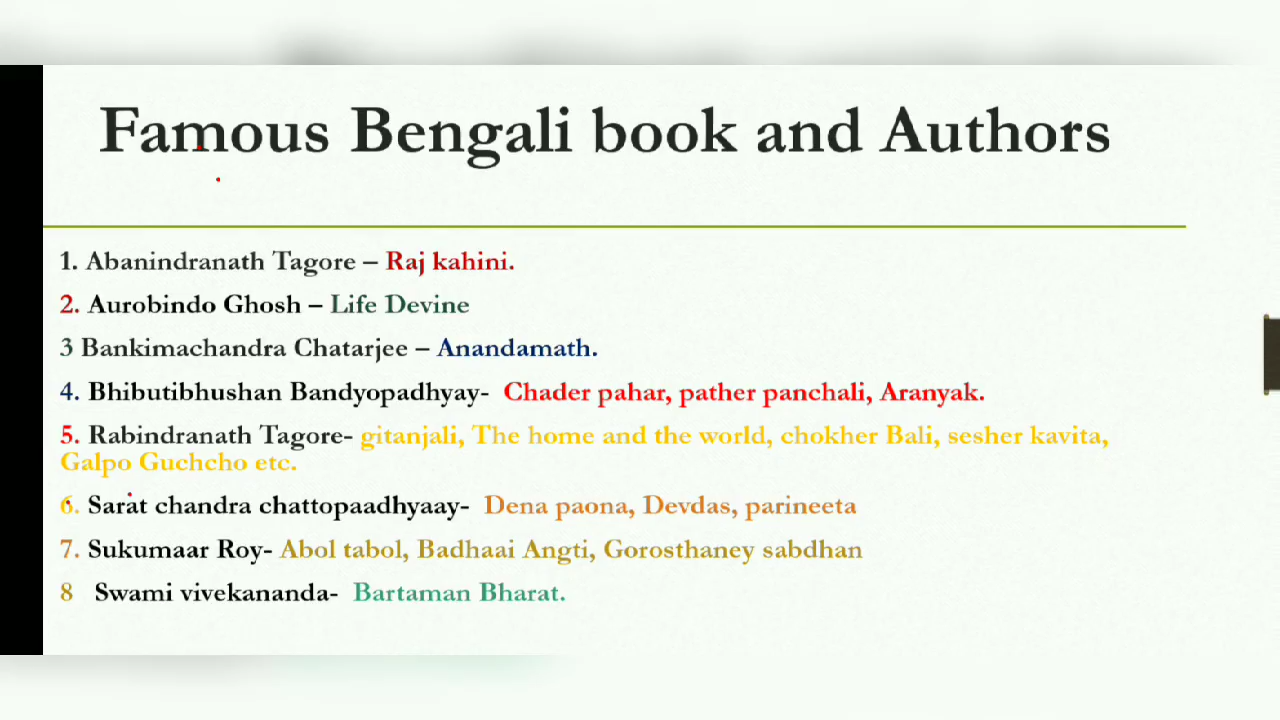 Famous Bengali book and Authors
1. Abanindranath Tagore – Raj kahini.
2. Aurobindo Ghosh – Life Devine
3 Bankimachandra Chatarjee – Anandamath.
4. Bhibutibhushan Bandyopadhyay- Chader pahar, pather panchali, Aranyak.
5. Rabindranath Tagore- gitanjali, The home and the world, chokher Bali, sesher kavita,
Galpo Guchcho etc.
6. Sarat chandra chattopaadhyaay- Dena paona, Devdas, parineeta
7. Sukumaar Roy- Abol tabol, Badhaai Angti, Gorosthaney sabdhan
8 Swami vivekananda- Bartaman Bharat.